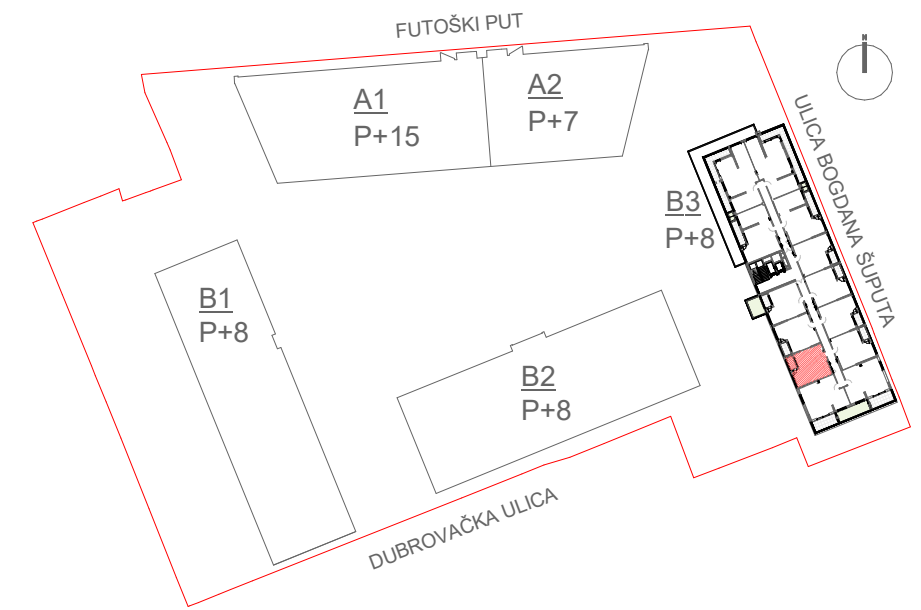 FUTOŠKI PUT
N
A1
P+15
A2
P+7
ULICA BOGDANA ŠUPUTA
B3
P+8
B1
P+8
B2
P+8
DUBROVAČKA ULICA